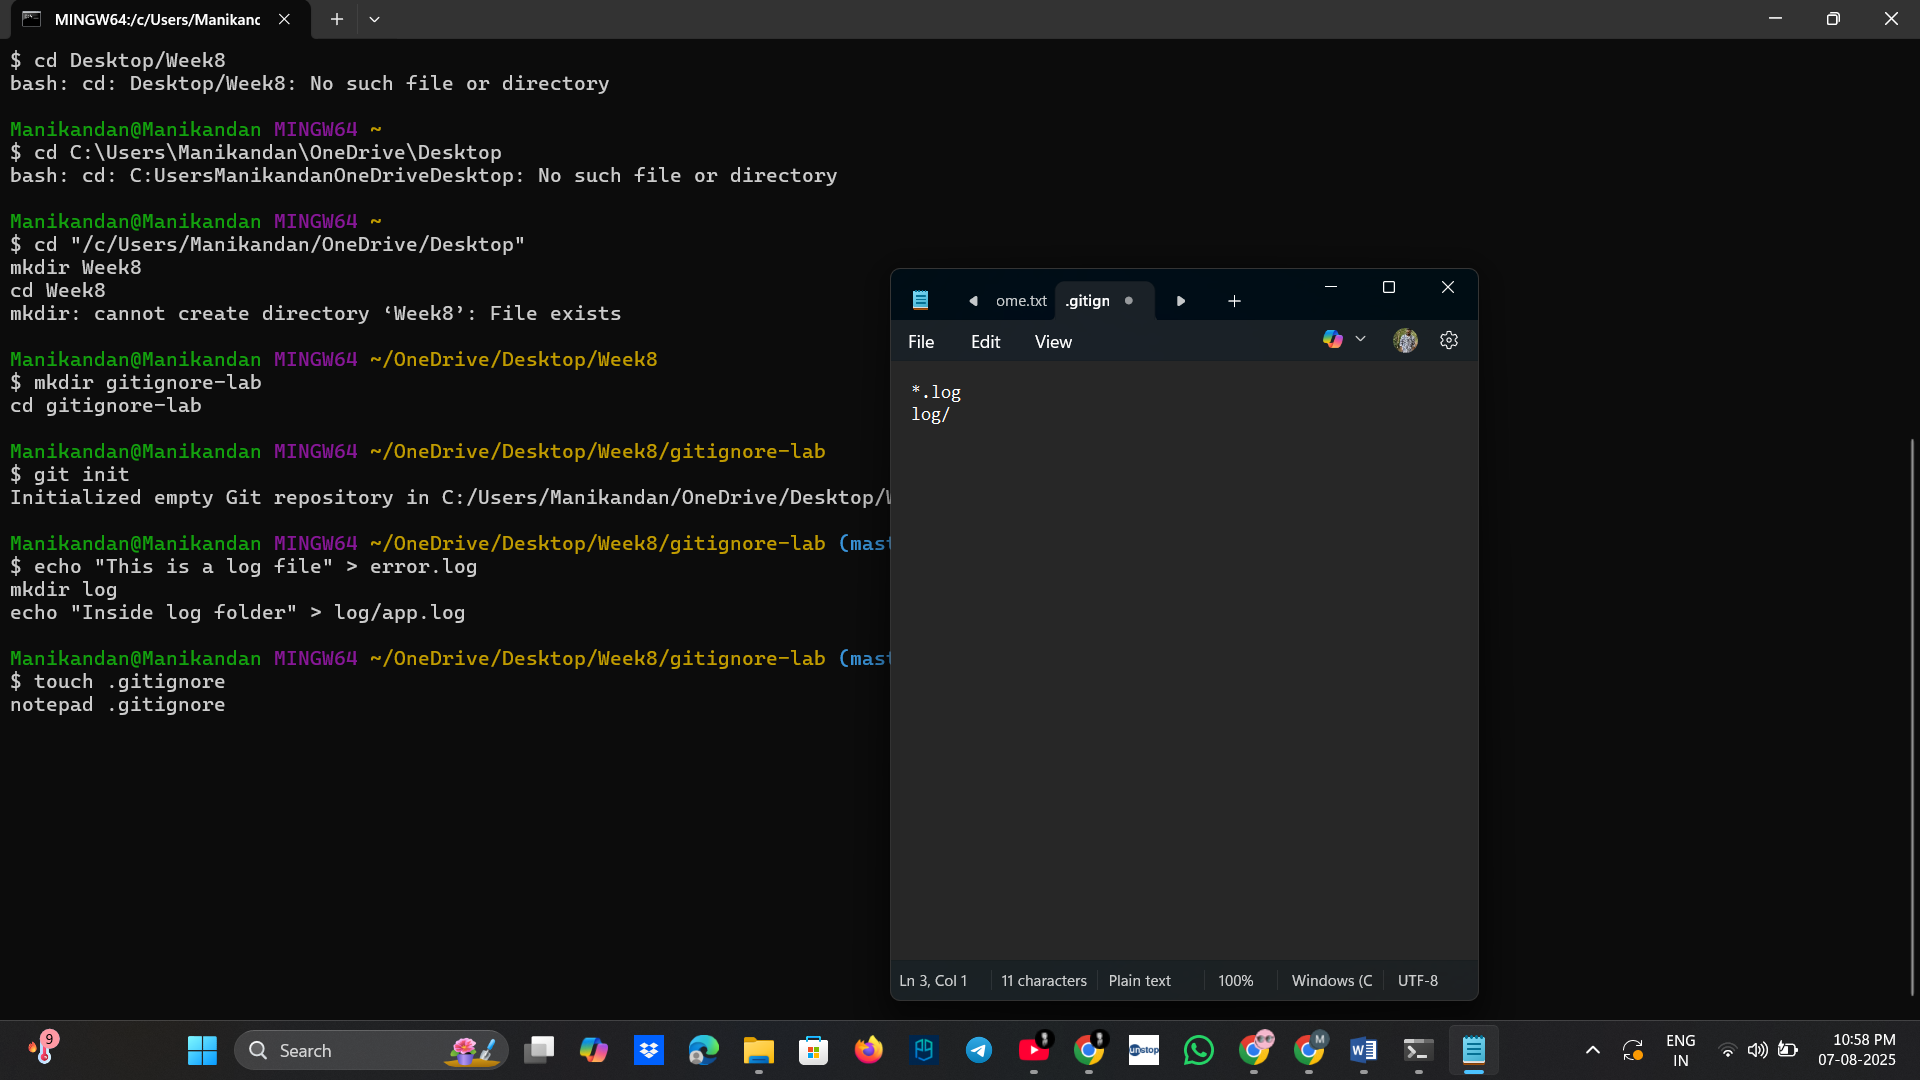 MINGW64:/c/Users/Manikanc
$ cd Desktop/Week8
bash: cd: Desktop/Week8: No such file or directory
Manikandan@Manikandan MINGW64 ~
$ cd C:\Users\Manikandan\OneDrive\Desktop
bash: cd: C:UsersManikandanOneDriveDesktop: No such file or directory
Manikandan@Manikandan MINGW64 ~
$ cd "/c/Users/Manikandan/OneDrive/Desktop"
mkdir Week8
cd Week8
mkdir: cannot create directory ‘Week8’: File exists
Manikandan@Manikandan MINGW64 ~/OneDrive/Desktop/Week8
$ mkdir gitignore-lab
cd gitignore-lab
Manikandan@Manikandan MINGW64 ~/OneDrive/Desktop/Week8/gitignore-lab
$ git init
Initialized empty Git repository in C:/Users/Manikandan/OneDrive/Desktop/W
Manikandan@Manikandan MINGW64 ~/OneDrive/Desktop/Week8/gitignore-lab (mast
$ echo "This is a log file" > error.log
mkdir log
echo "Inside log folder" > log/app.log
Manikandan@Manikandan MINGW64 ~/OneDrive/Desktop/Week8/gitignore-lab (mast
$ touch .gitignore
notepad .gitignore
ome.txt .gitign
File Edit View
*.log
log/
Ln 3, Col 1 11 characters Plain text 100% Windows (C UTF-8
9
Search
unstop
M
ENG
IN
10:58 PM
07-08-2025